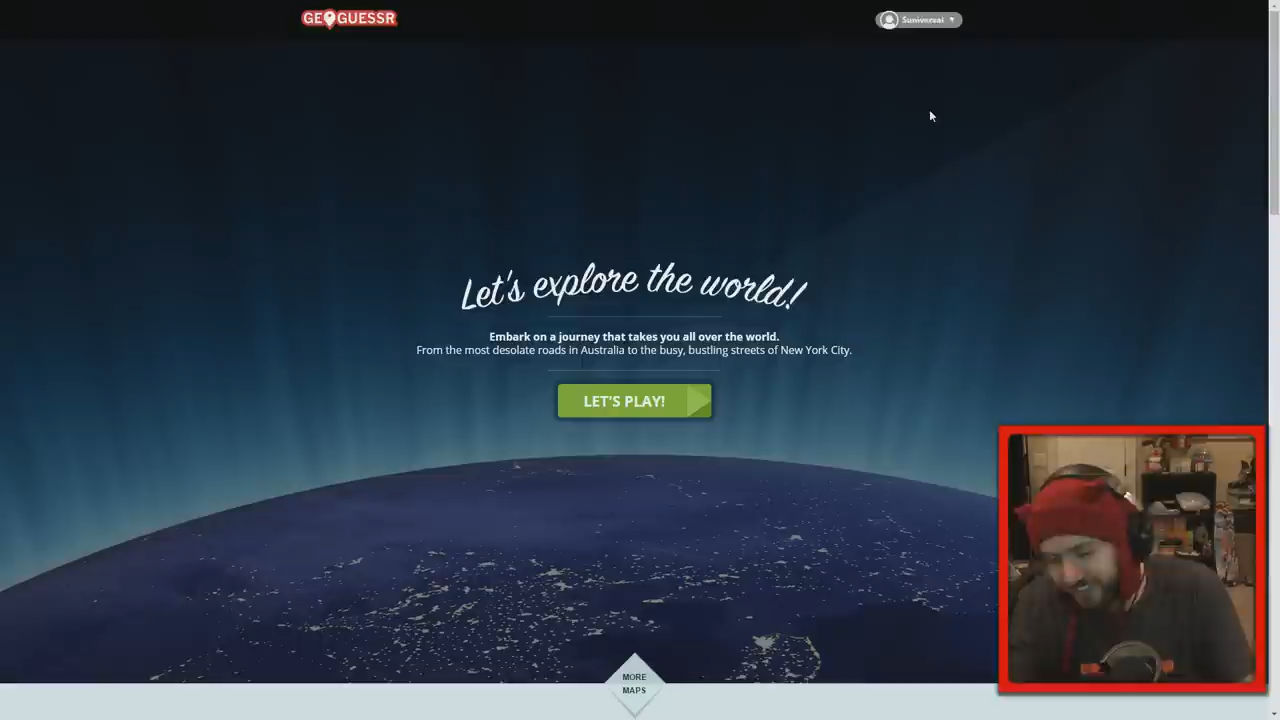 GEOGUESSR
Let's explore the world!
Embark on a journey that takes you all over the world.
From the most desolate roads in Australia to the busy, bustling streets of New York City.
LET'S PLAY!
MORE
MAPS